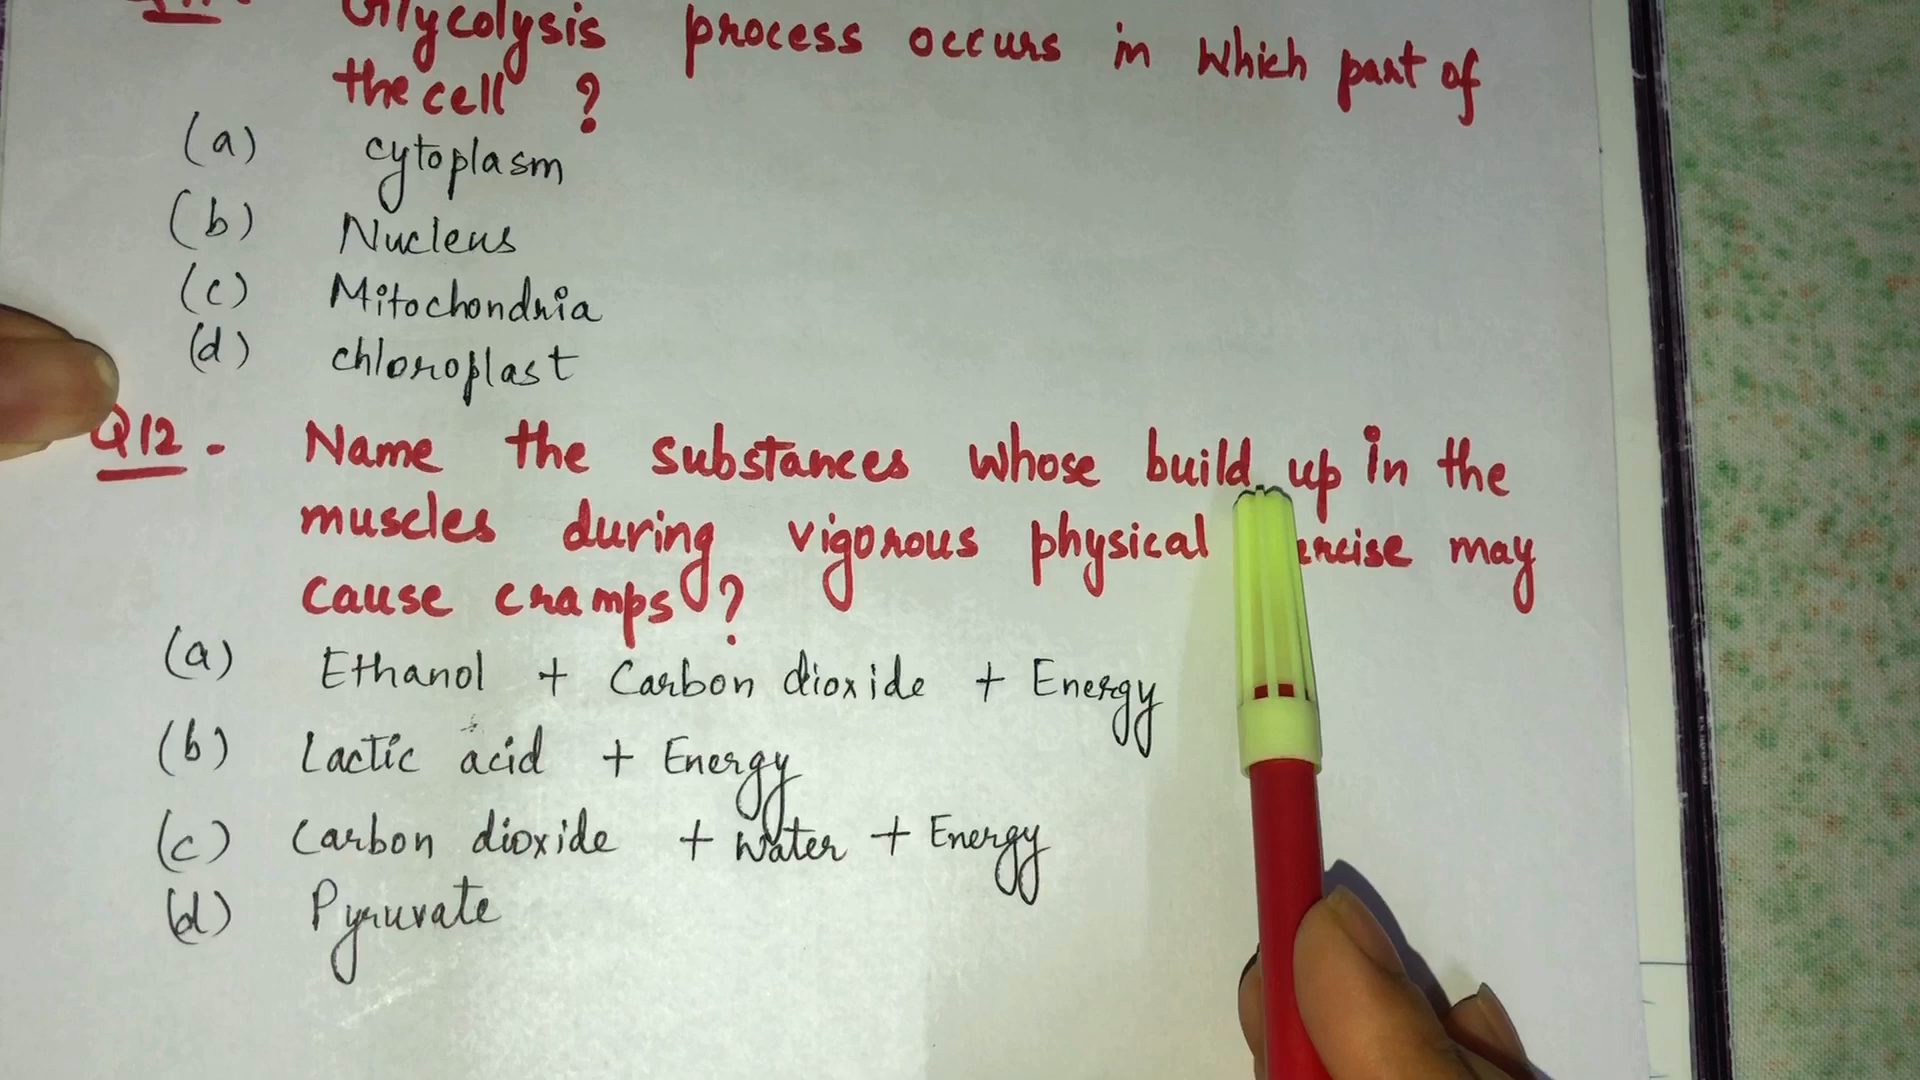 Glycolysis process occurs in which part of
the cell ?
(a) cytoplasm
(b) Nucleus
(c) Mitochondria
(d) chloroplast
Q12. Name the substances whose build up in the
muscles during vigorous physical ercise may
cause cramps ?
(a) Ethanol + Carbon dioxide + Energy
(b) Lactic acid + Energy
(c) Carbon dioxide + water + Energy
(d) Pyruvate